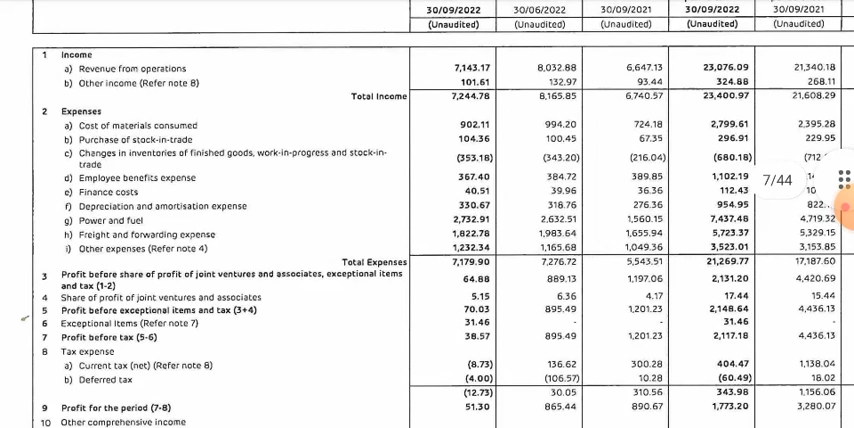 30/09/2022 30/06/2022 30/09/2021 30/09/2022 30/09/2021
(Unaudited) (Unaudited) (Unaudited) (Unaudited) (Unaudited)
1 Income
a) Revenue from operations 7,143.17 8,032.88 6,647.13 23,076.09 21,340.18
b) Other income (Refer note 8) 101.61 132.97 93.44 324.88 268.11
Total Income 7,244.78 8,165.85 6,740.57 23,400.97 21,608.29
2 Expenses
a) Cost of materials consumed 902.11 994.20 724.18 2,799.61 2,395.28
b) Purchase of stock-in-trade 104.36 100.45 67.35 296.91 229.95
c) Changes in inventories of finished goods, work-in-progress and stock-in-
trade (353.18) (343.20) (216.04) (680.18) (712
d) Employee benefits expense 367.40 384.72 389.85 1,102.19
7/44
e) Finance costs 40.51 39.96 36.36 112.43 10
f) Depreciation and amortisation expense 330.67 318.76 276.36 954.95 822.
g) Power and fuel 2,732.91 2,632.51 1,560.15 7,437.48 4,719.32
h) Freight and forwarding expense 1,822.78 1,983.64 1,655.94 5,723.37 5,329.15
i) Other expenses (Refer note 4) 1,232.34 1,165.68 1,049.36 3,523.01 3,153.85
Total Expenses 7,179.90 7,276.72 5,543.51 21,269.77 17,187.60
3 Profit before share of profit of joint ventures and associates, exceptional items
and tax (1-2) 64.88 889.13 1,197.06 2,131.20 4,420.69
4 Share of profit of joint ventures and associates 5.15 6.36 4.17 17.44 15.44
5 Profit before exceptional items and tax (3+4) 70.03 895.49 1,201.23 2,148.64 4,436.13
6 Exceptional Items (Refer note 7) 31.46 - - 31.46 -
7 Profit before tax (5-6) 38.57 895.49 1,201.23 2,117.18 4,436.13
8 Tax expense
a) Current tax (net) (Refer note 8) (8.73) 136.62 300.28 404.47 1,138.04
b) Deferred tax (4.00) (106.57) 10.28 (60.49) 18.02
(12.73) 30.05 310.56 343.98 1,156.06
9 Profit for the period (7-8) 51.30 865.44 890.67 1,773.20 3,280.07
10 Other comprehensive income